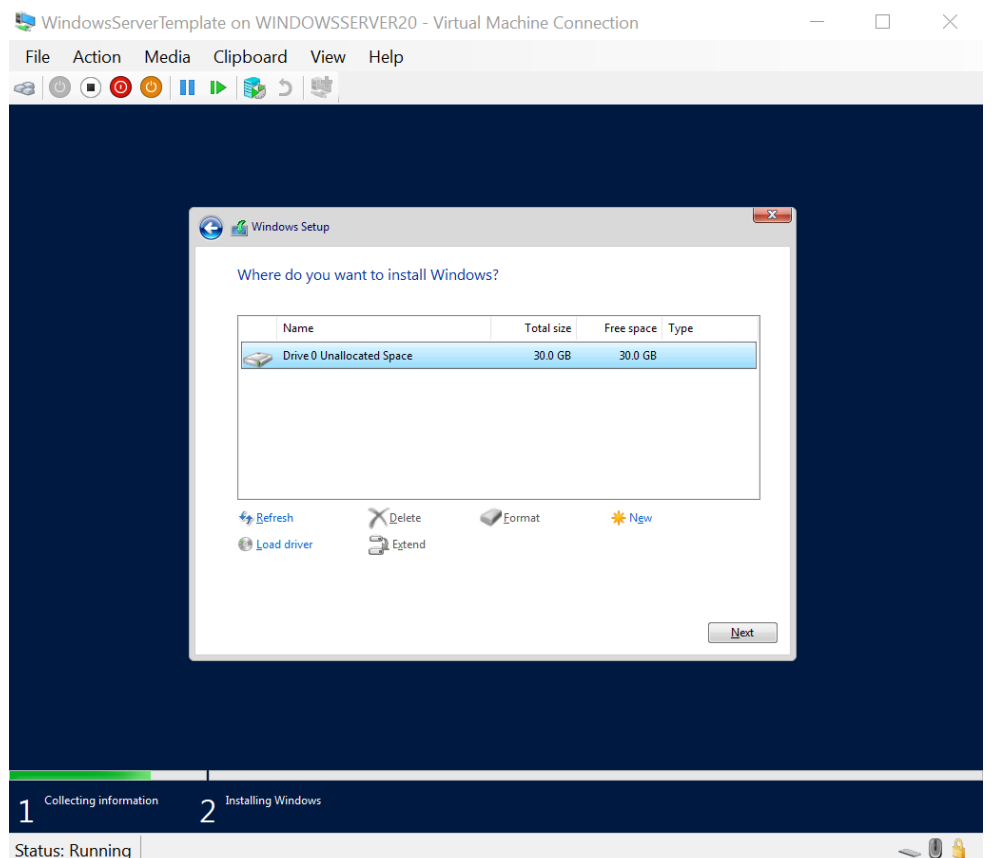 WindowsServerTemplate on WINDOWSSERVER20 - Virtual Machine Connection
File Action Media Clipboard View Help
Windows Setup
Where do you want to install Windows?
Name Total size Free space Type
Drive 0 Unallocated Space 30.0 GB 30.0 GB
Refresh Delete Format New
Load driver Extend
Next
1 Collecting information 2 Installing Windows
Status: Running